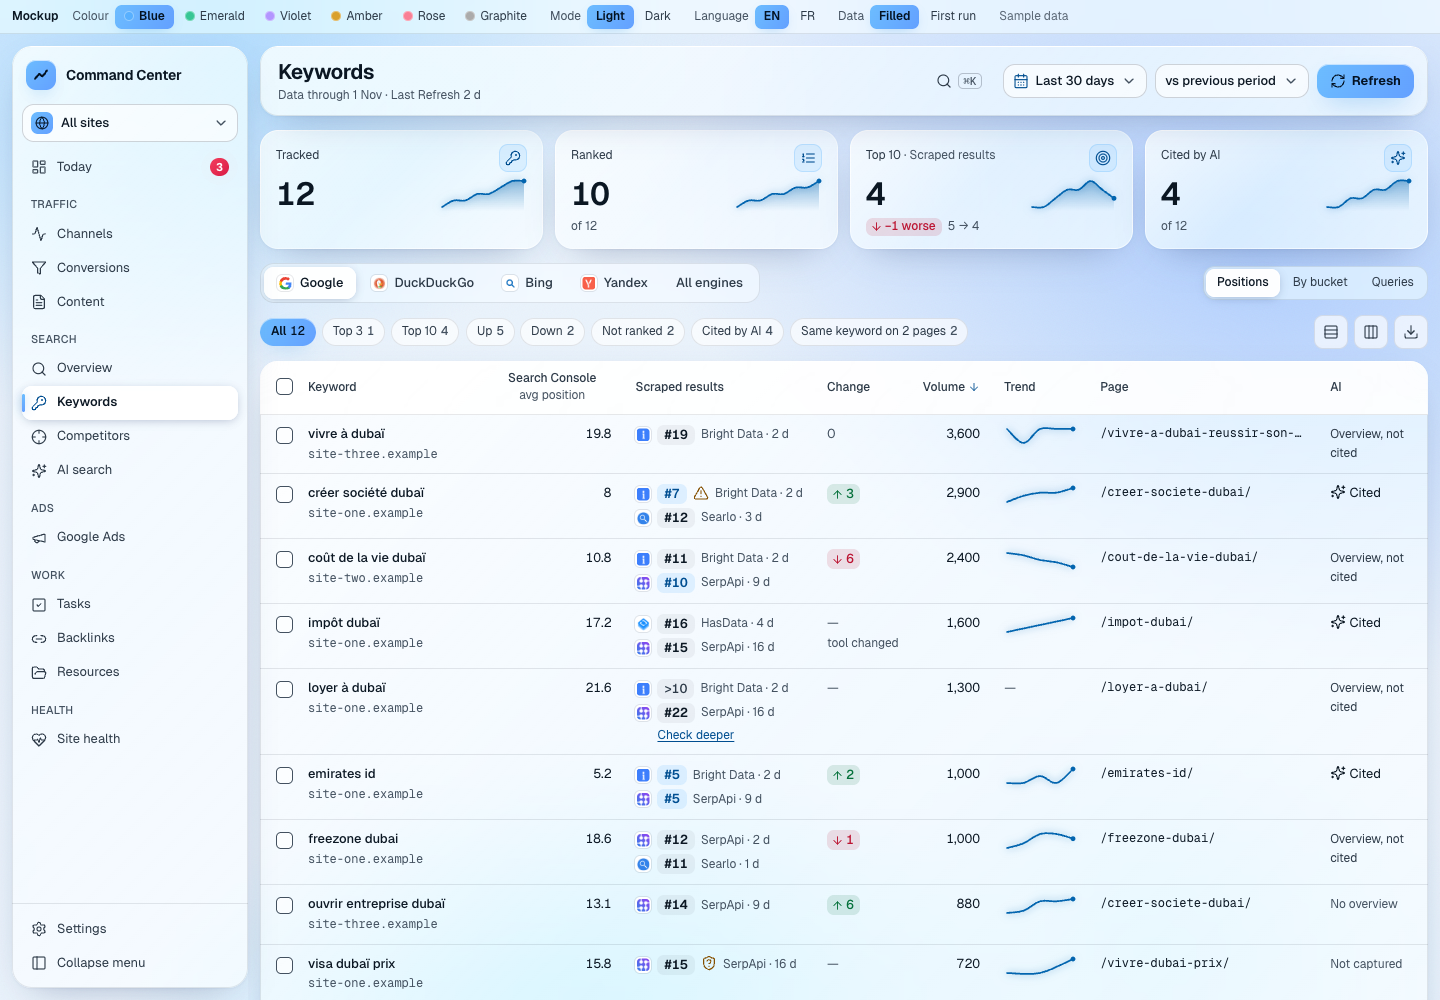 Mockup Colour Blue Emerald Violet Amber Rose Graphite Mode Light Dark Language EN FR Data Filled First run Sample data
Command Center
All sites
Today 3
TRAFFIC
Channels
Conversions
Content
SEARCH
Overview
Keywords
Competitors
AI search
ADS
Google Ads
WORK
Tasks
Backlinks
Resources
HEALTH
Site health
Settings
Collapse menu
Keywords
Data through 1 Nov · Last Refresh 2 d
⌘K Last 30 days vs previous period Refresh
Tracked
12
Ranked
10
of 12
Top 10 · Scraped results
4
↓ −1 worse 5 → 4
Cited by AI
4
of 12
Google DuckDuckGo Bing Yandex All engines
Positions By bucket Queries
All 12 Top 3 1 Top 10 4 Up 5 Down 2 Not ranked 2 Cited by AI 4 Same keyword on 2 pages 2
Keyword Search Console avg position Scraped results Change Volume ↓ Trend Page AI
vivre à dubaï 19.8 #19 Bright Data · 2 d 0 3,600 /vivre-a-dubai-reussir-son-… Overview, not cited
site-three.example
créer société dubaï 8 #7 Bright Data · 2 d ↑ 3 2,900 /creer-societe-dubai/ Cited
site-one.example #12 Searlo · 3 d
coût de la vie dubaï 10.8 #11 Bright Data · 2 d ↓ 6 2,400 /cout-de-la-vie-dubai/ Overview, not cited
site-two.example #10 SerpApi · 9 d
impôt dubaï 17.2 #16 HasData · 4 d — 1,600 /impot-dubai/ Cited
site-one.example #15 SerpApi · 16 d tool changed
loyer à dubaï 21.6 >10 Bright Data · 2 d — 1,300 — /loyer-a-dubai/ Overview, not cited
site-one.example #22 SerpApi · 16 d
Check deeper
emirates id 5.2 #5 Bright Data · 2 d ↑ 2 1,000 /emirates-id/ Cited
site-one.example #5 SerpApi · 9 d
freezone dubai 18.6 #12 SerpApi · 2 d ↓ 1 1,000 /freezone-dubai/ Overview, not cited
site-one.example #11 Searlo · 1 d
ouvrir entreprise dubaï 13.1 #14 SerpApi · 9 d ↑ 6 880 /creer-societe-dubai/ No overview
site-three.example
visa dubaï prix 15.8 #15 SerpApi · 16 d — 720 /vivre-dubai-prix/ Not captured
site-one.example